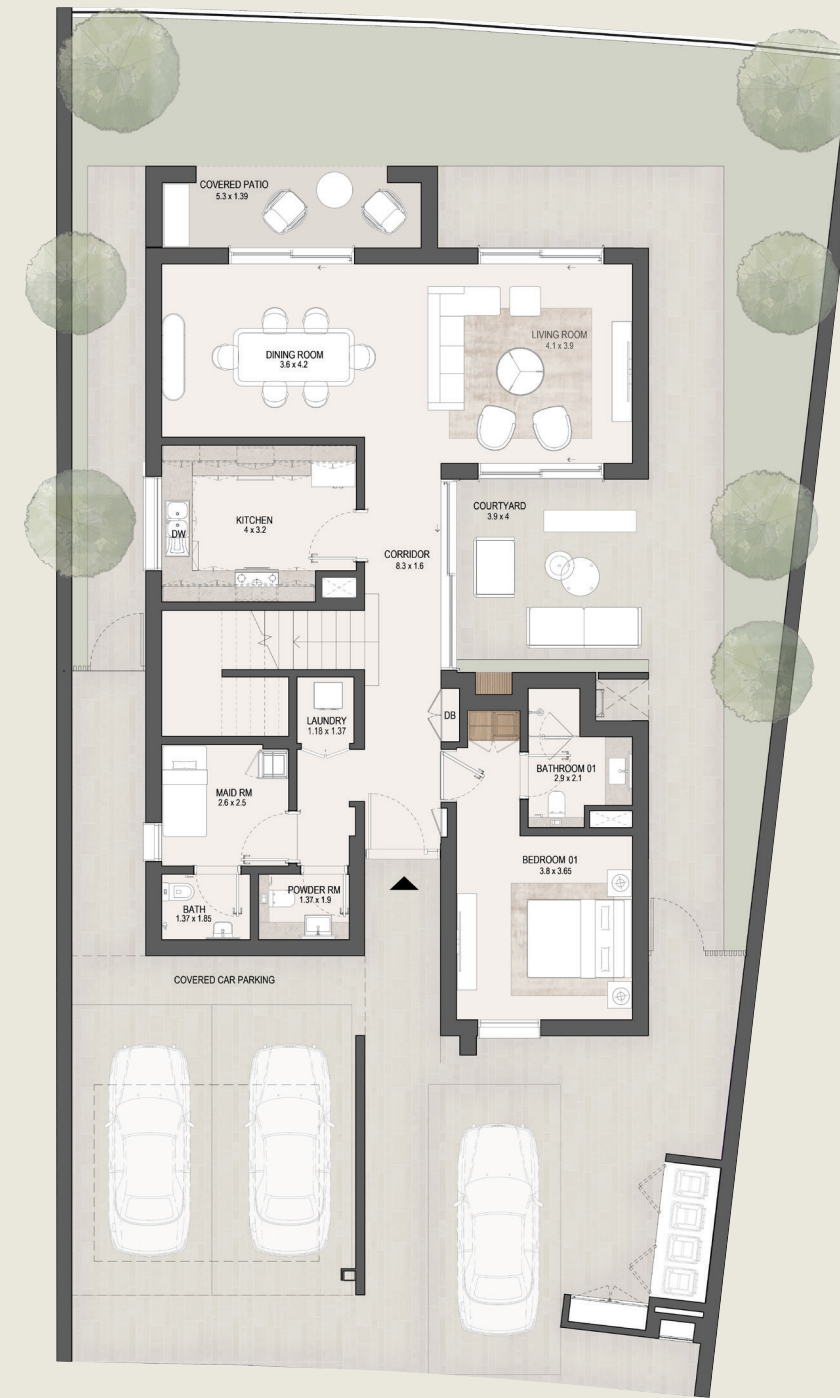 COVERED PATIO
5.3 x 1.39
LIVING ROOM
4.1 x 3.9
DINING ROOM
3.6 x 4.2
COURTYARD
3.9 x 4
KITCHEN
4 x 3.2
DW
CORRIDOR
8.3 x 1.6
LAUNDRY
1.18 x 1.37
DB
BATHROOM 01
2.9 x 2.1
MAID RM
2.6 x 2.5
BEDROOM 01
3.8 x 3.65
POWDER RM
1.37 x 1.9
BATH
1.37 x 1.85
COVERED CAR PARKING